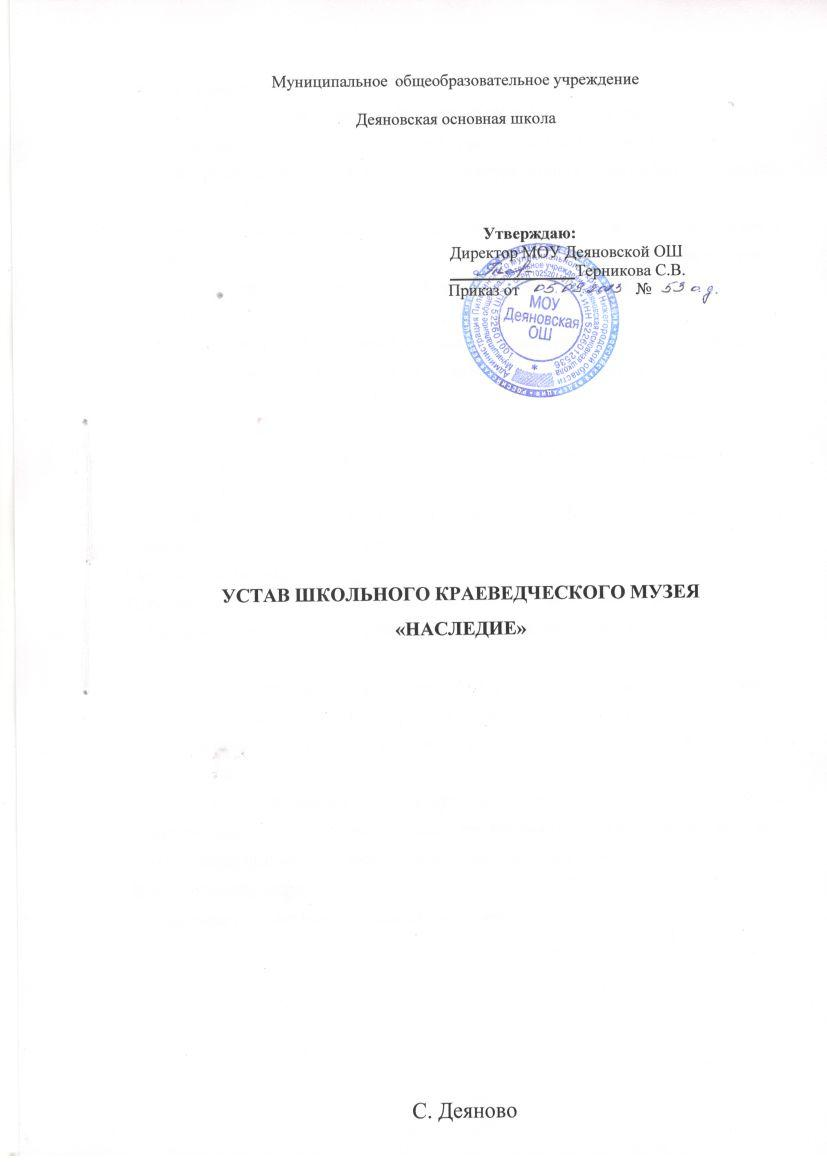 Муниципальное общеобразовательное учреждение
Деяновская основная школа
Утверждаю:
Директор МОУ Деяновской ОШ
Терникова С.В.
Приказ от 05.09.2013 № 53 о.д.
МОУ
Деяновская
ОШ
УСТАВ ШКОЛЬНОГО КРАЕВЕДЧЕСКОГО МУЗЕЯ
«НАСЛЕДИЕ»
С. Деяново